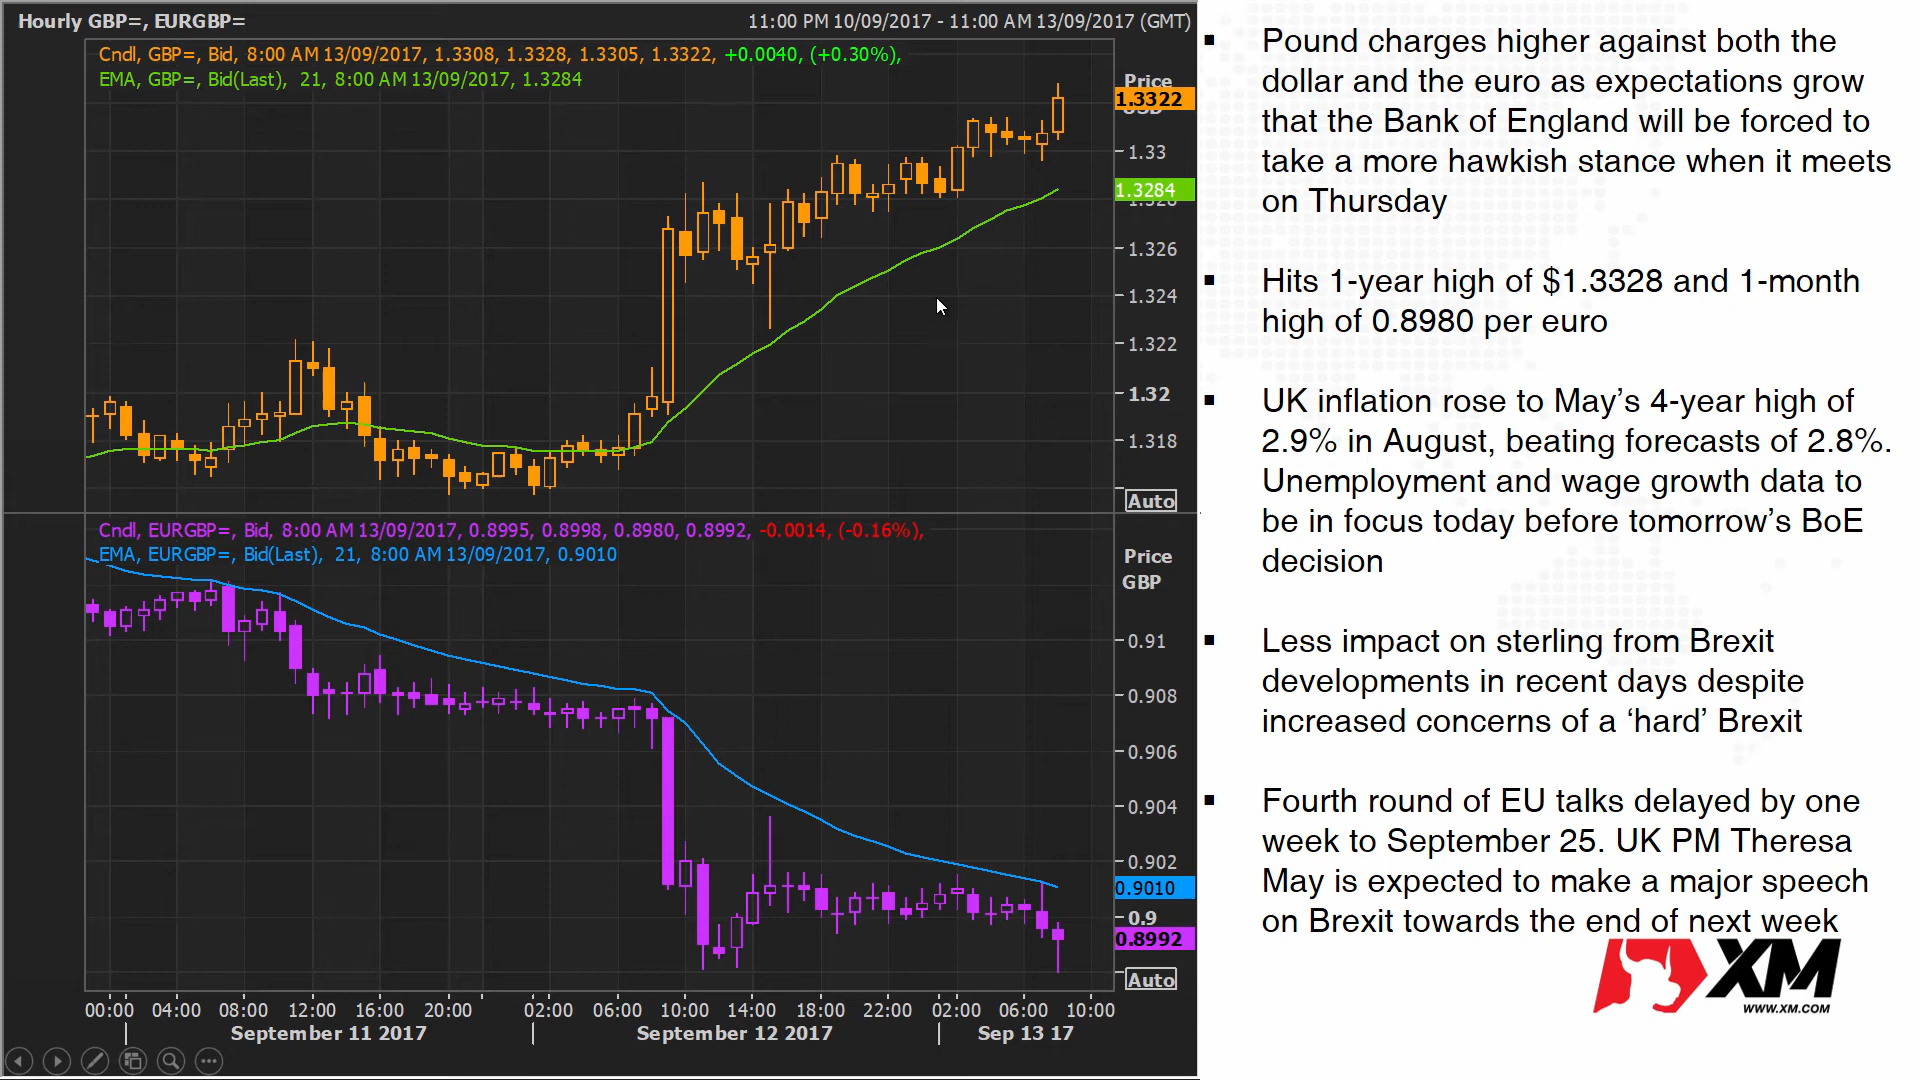 Hourly GBP=, EURGBP=
11:00 PM 10/09/2017 - 11:00 AM 13/09/2017 (GMT)
Cndl, GBP=, Bid, 8:00 AM 13/09/2017, 1.3308, 1.3328, 1.3305, 1.3322, +0.0040, (+0.30%),
EMA, GBP=, Bid(Last), 21, 8:00 AM 13/09/2017, 1.3284
Price
1.3322
1.33
1.3284
1.326
1.324
1.322
1.32
1.318
Auto
Cndl, EURGBP=, Bid, 8:00 AM 13/09/2017, 0.8995, 0.8998, 0.8980, 0.8992, -0.0014, (-0.16%),
EMA, EURGBP=, Bid(Last), 21, 8:00 AM 13/09/2017, 0.9010
Price
GBP
0.91
0.908
0.906
0.904
0.902
0.9010
0.9
0.8992
Auto
00:00 04:00 08:00 12:00 16:00 20:00 02:00 06:00 10:00 14:00 18:00 22:00 02:00 06:00 10:00
September 11 2017 September 12 2017 Sep 13 17
▪ Pound charges higher against both the
dollar and the euro as expectations grow
that the Bank of England will be forced to
take a more hawkish stance when it meets
on Thursday
▪ Hits 1-year high of $1.3328 and 1-month
high of 0.8980 per euro
▪ UK inflation rose to May’s 4-year high of
2.9% in August, beating forecasts of 2.8%.
Unemployment and wage growth data to
be in focus today before tomorrow’s BoE
decision
▪ Less impact on sterling from Brexit
developments in recent days despite
increased concerns of a ‘hard’ Brexit
▪ Fourth round of EU talks delayed by one
week to September 25. UK PM Theresa
May is expected to make a major speech
on Brexit towards the end of next week
XM
WWW.XM.COM